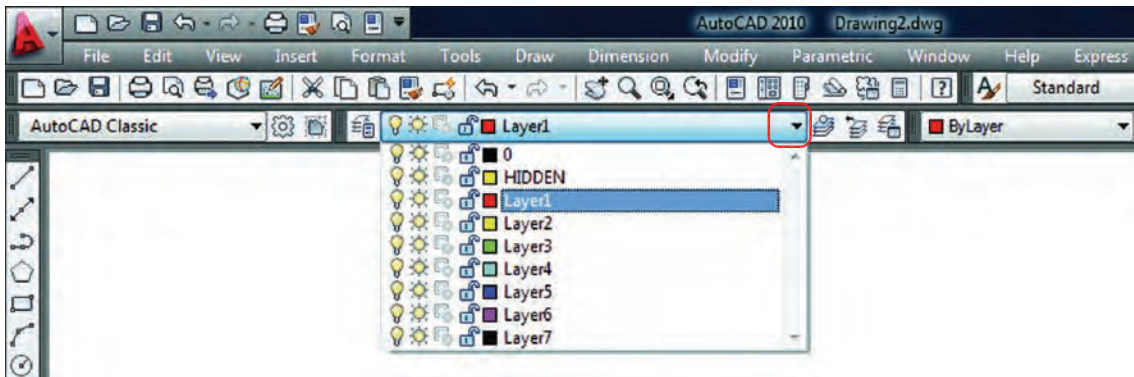 AutoCAD 2010 Drawing2.dwg
File Edit View Insert Format Tools Draw Dimension Modify Parametric Window Help Express
Standard
AutoCAD Classic Layer1 ByLayer
0
HIDDEN
Layer1
Layer2
Layer3
Layer4
Layer5
Layer6
Layer7